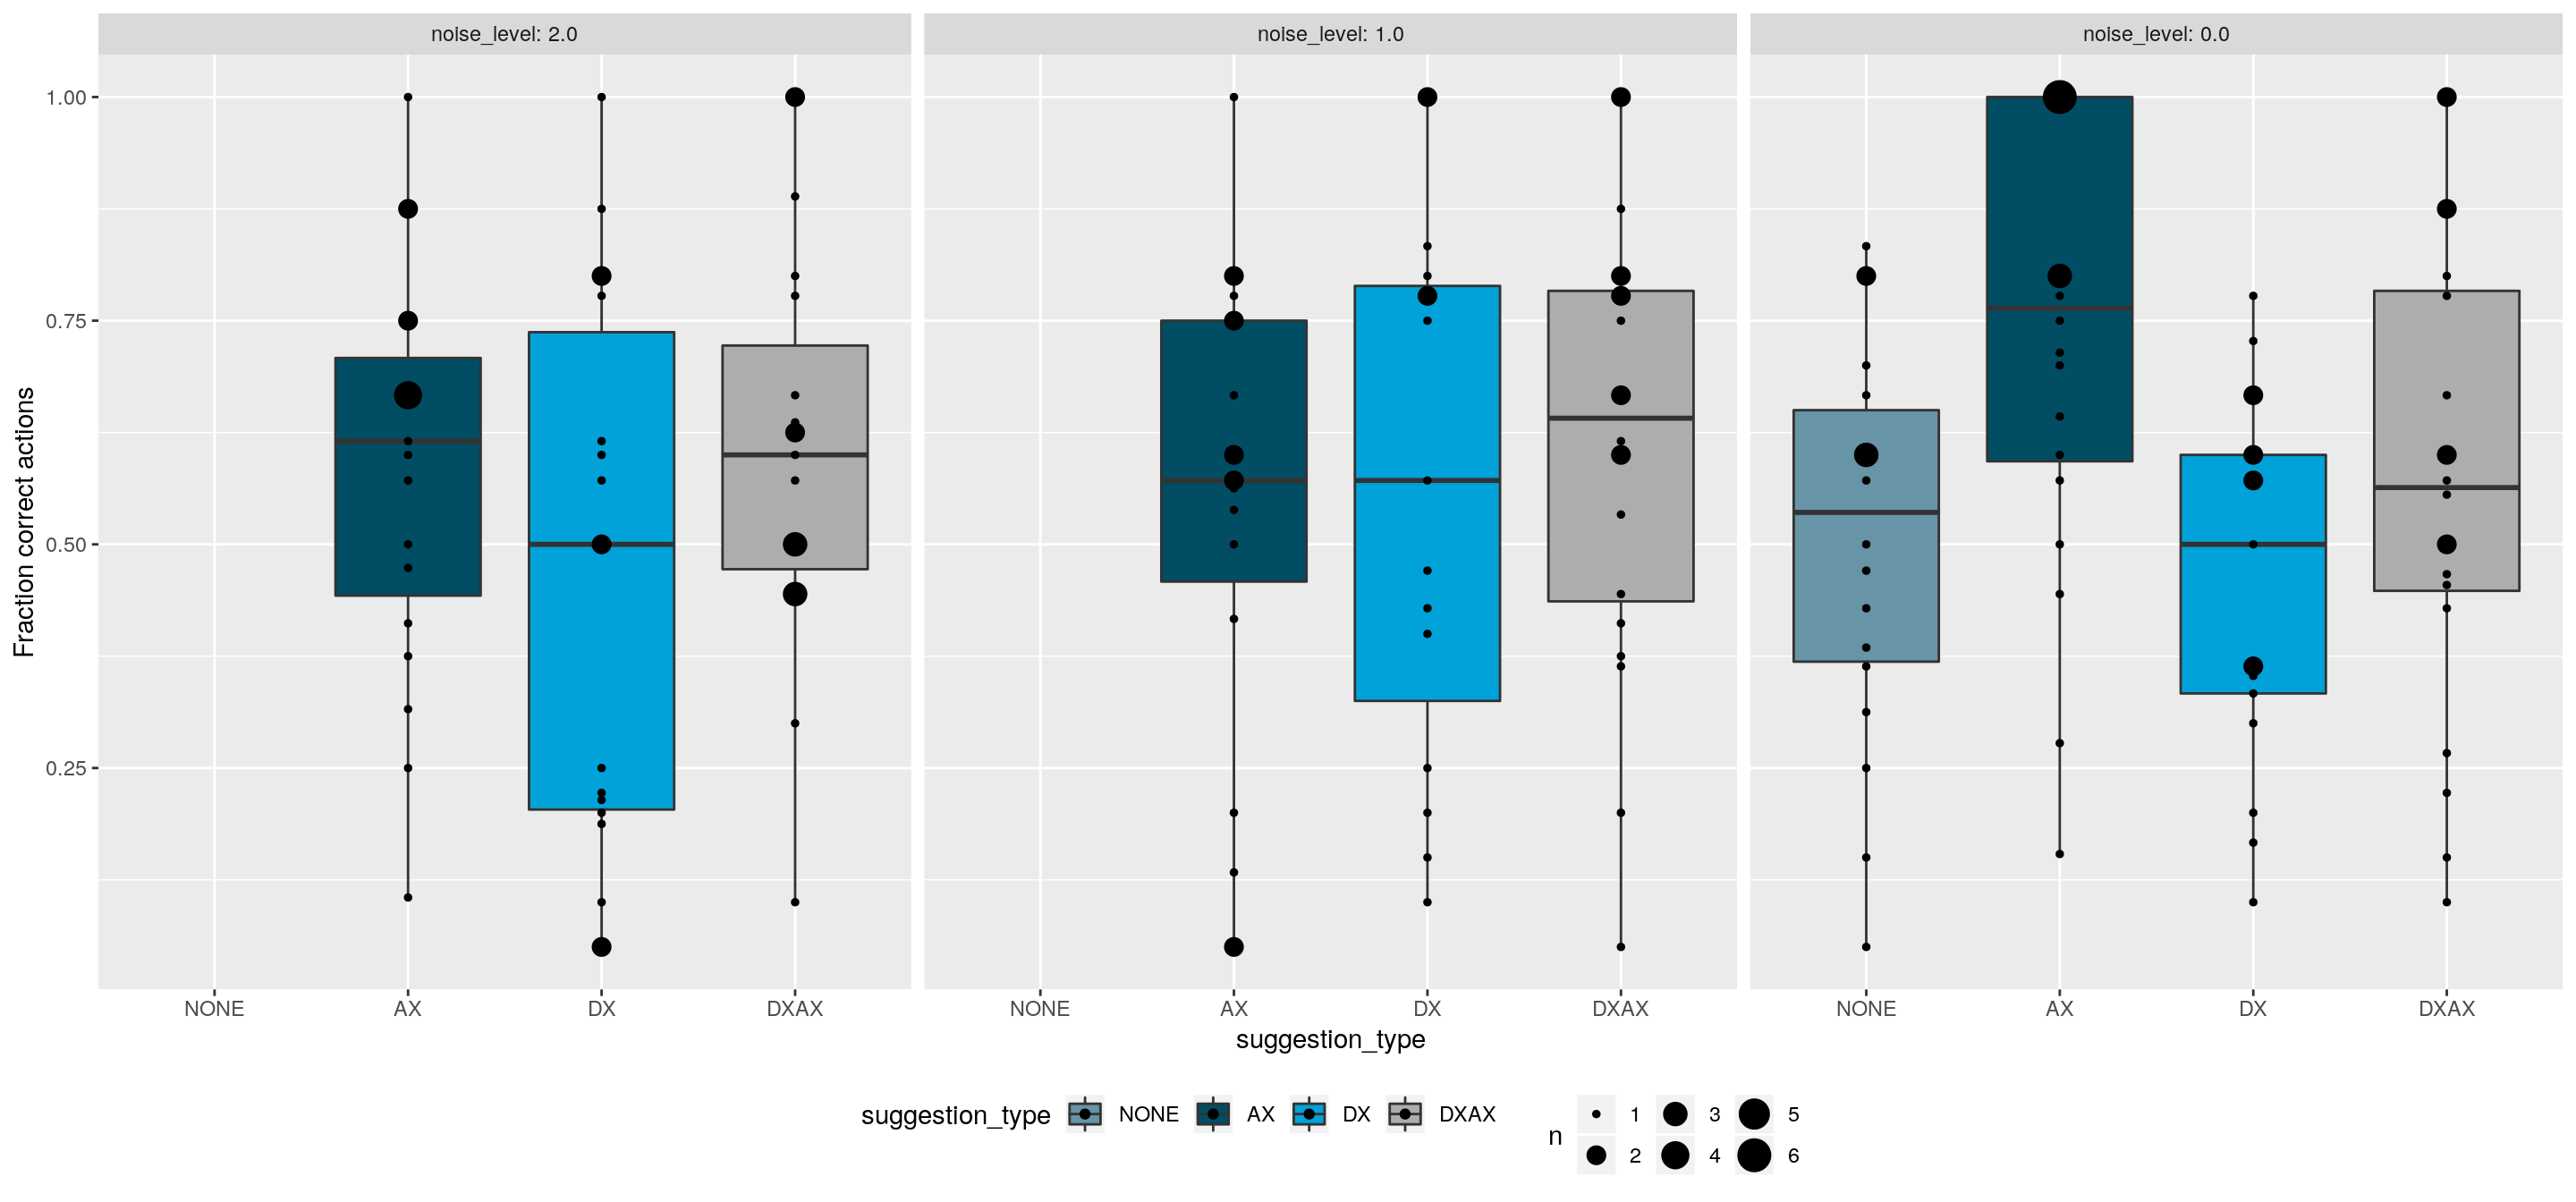 noise_level: 2.0 noise_level: 1.0 noise_level: 0.0
Fraction correct actions
1.00
0.75
0.50
0.25
NONE AX DX DXAX NONE AX DX DXAX NONE AX DX DXAX
suggestion_type
suggestion_type NONE AX DX DXAX
n 1 3 5
2 4 6